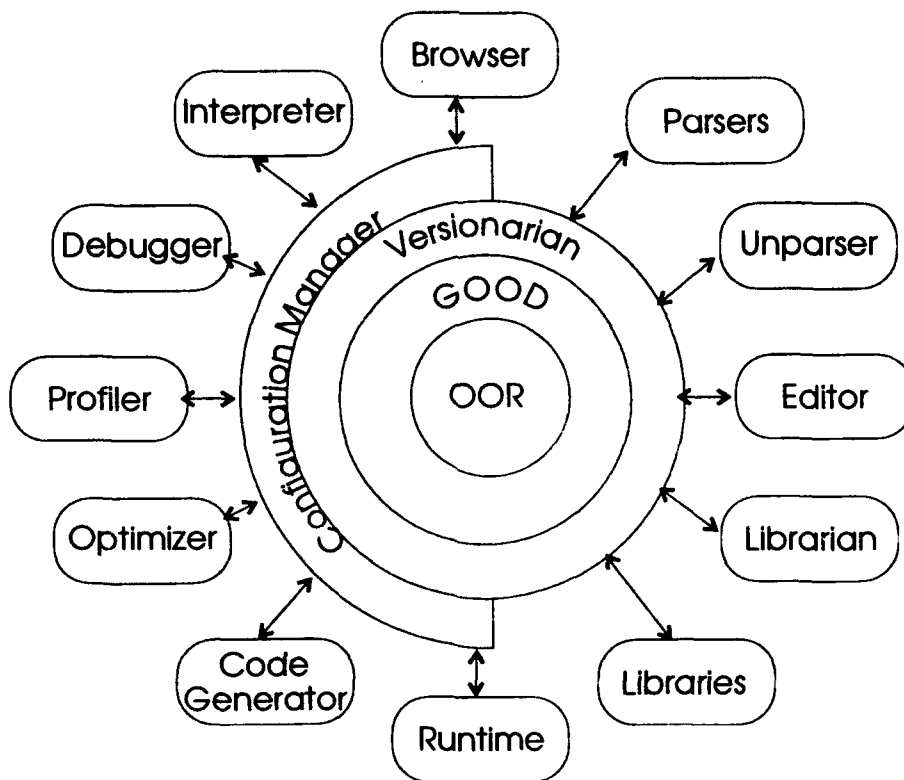 Browser
Interpreter
Parsers
Debugger
Unparser
Versionarian
Configuration Manager
GOOD
Profiler
OOR
Editor
Optimizer
Librarian
Code
Generator
Libraries
Runtime